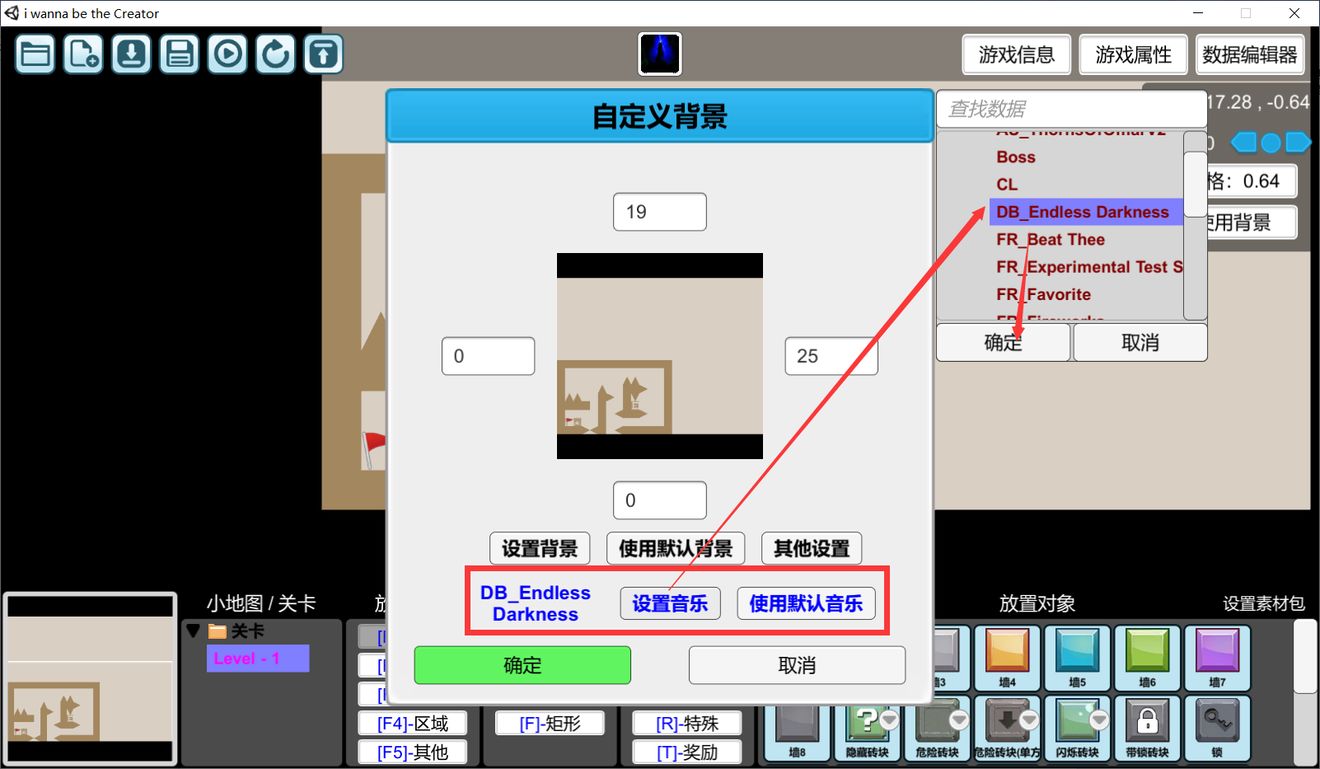 i wanna be the Creator
游戏信息
游戏属性
数据编辑器
自定义背景
查找数据
17.28 , -0.64
Boss
CL
DB_Endless Darkness
格：0.64
FR_Beat Thee
使用背景
FR_Experimental Test S
FR_Favorite
确定
取消
19
0
25
0
设置背景
使用默认背景
其他设置
DB_Endless
Darkness
设置音乐
使用默认音乐
确定
取消
小地图 / 关卡
放
放置对象
设置素材包
关卡
Level - 1
[F4]-区域
[F5]-其他
[F]-矩形
[R]-特殊
[T]-奖励
墙3
墙4
墙5
墙6
墙7
墙8
隐藏砖块
危险砖块
危险砖块(单方
闪烁砖块
带锁砖块
锁